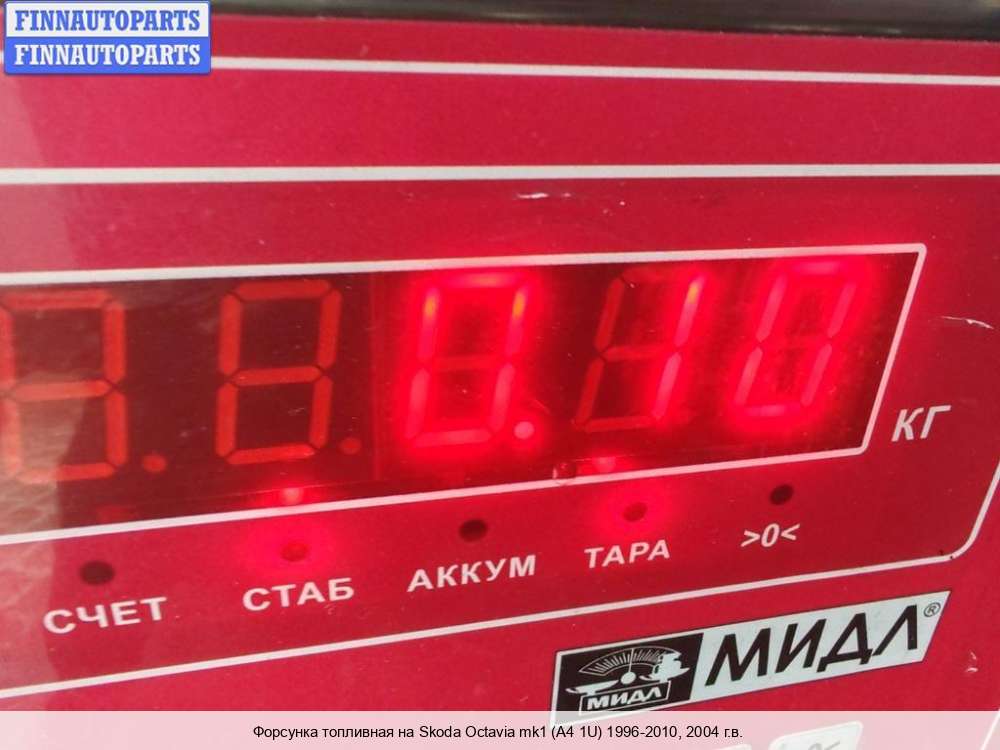 FINNAUTOPARTS
FINNAUTOPARTS
0.10
КГ
СЧЕТ СТАБ АККУМ ТАРА >0<
МИДЛ МИДЛ®
Форсунка топливная на Skoda Octavia mk1 (A4 1U) 1996-2010, 2004 г.в.